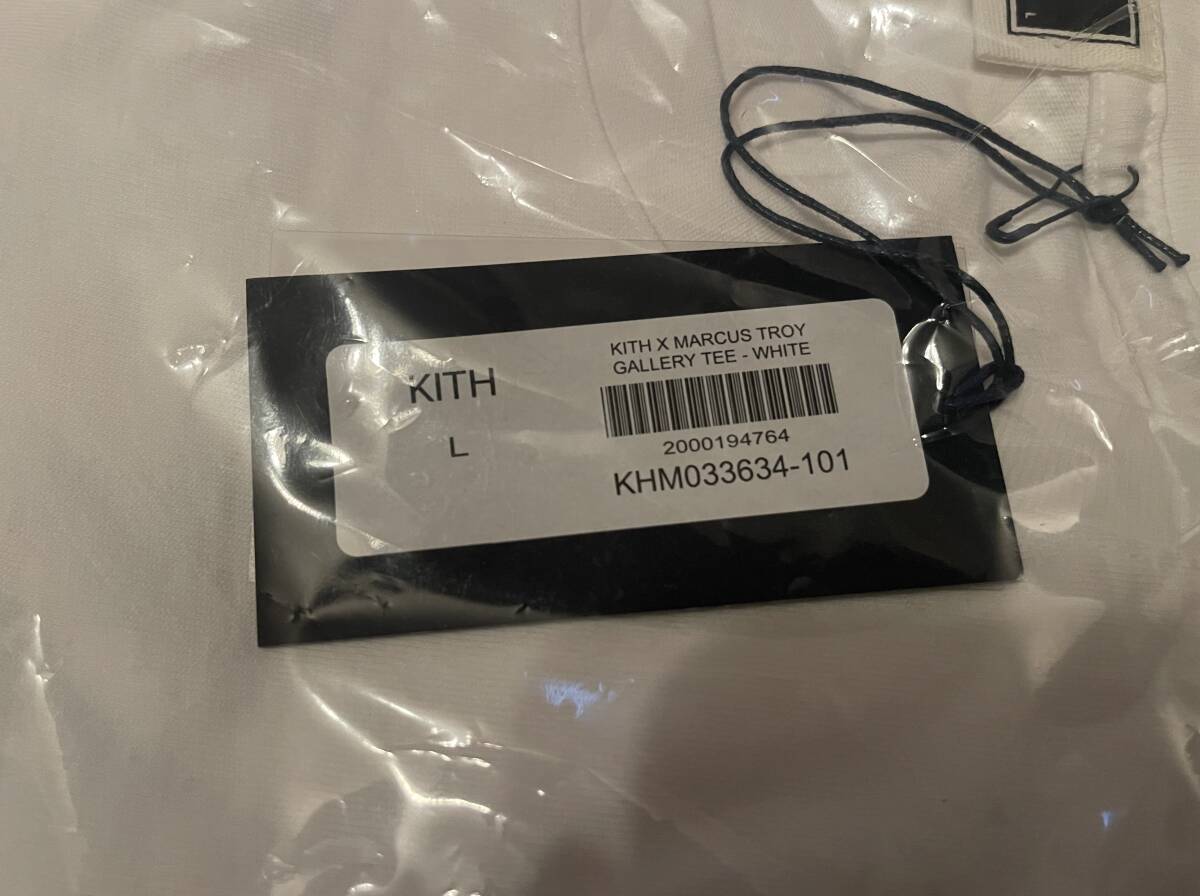 L
KITH
L
KITH X MARCUS TROY
GALLERY TEE - WHITE
2000194764
KHM033634-101